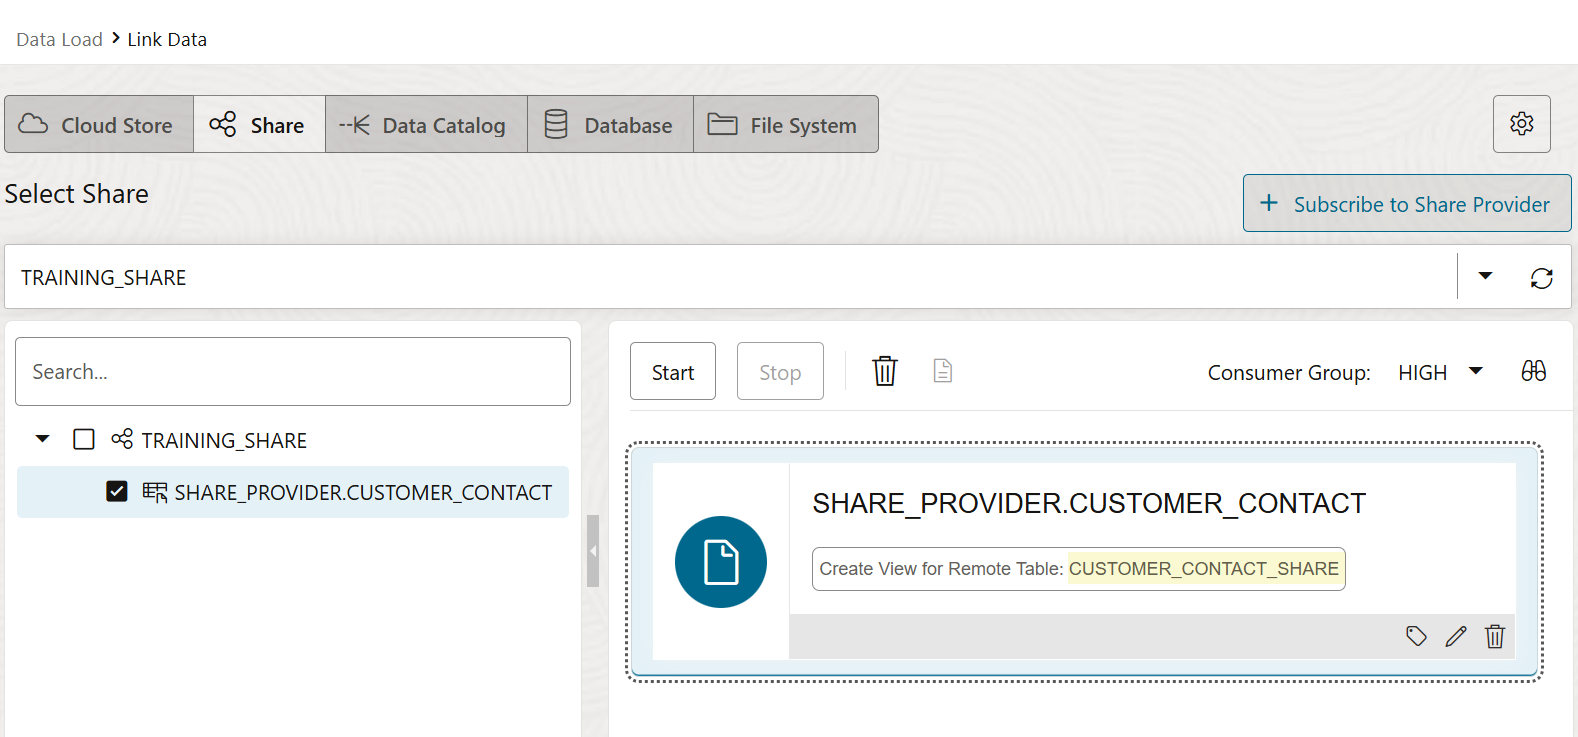 Data Load > Link Data
Cloud Store Share Data Catalog Database File System
Select Share
+ Subscribe to Share Provider
TRAINING_SHARE
Search...
Start Stop Consumer Group: HIGH
TRAINING_SHARE
SHARE_PROVIDER.CUSTOMER_CONTACT
SHARE_PROVIDER.CUSTOMER_CONTACT
Create View for Remote Table: CUSTOMER_CONTACT_SHARE